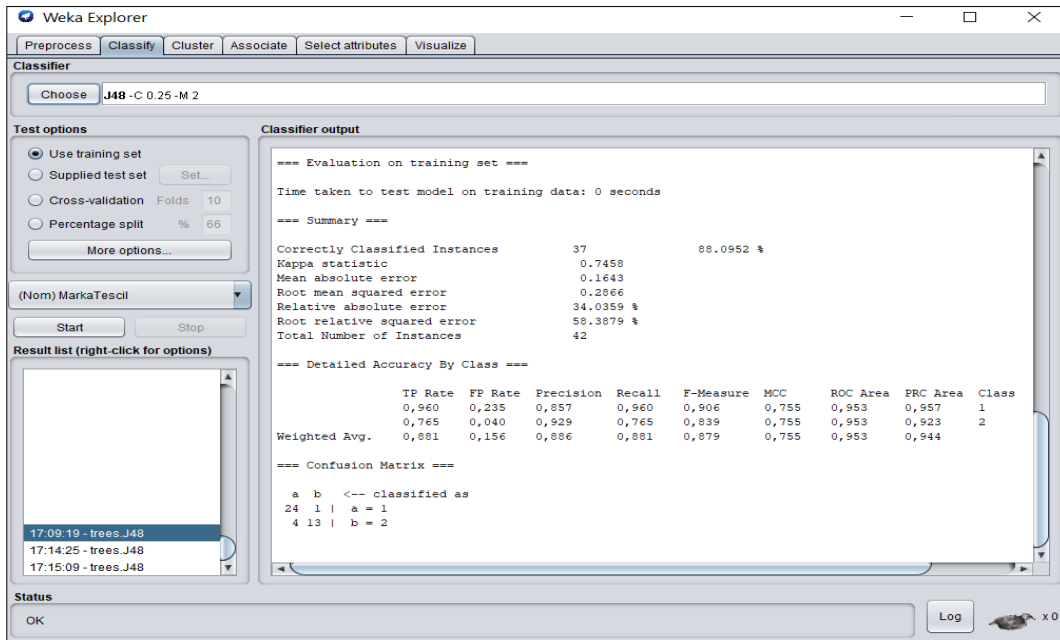 Weka Explorer
Preprocess Classify Cluster Associate Select attributes Visualize
Classifier
Choose J48 -C 0.25 -M 2
Test options
Use training set
Supplied test set Set...
Cross-validation Folds 10
Percentage split % 66
More options...
(Nom) MarkaTescil
Start Stop
Result list (right-click for options)
17:09:19 - trees.J48
17:14:25 - trees.J48
17:15:09 - trees.J48
Classifier output
=== Evaluation on training set ===
Time taken to test model on training data: 0 seconds
=== Summary ===
Correctly Classified Instances 37 88.0952 %
Kappa statistic 0.7458
Mean absolute error 0.1643
Root mean squared error 0.2866
Relative absolute error 34.0359 %
Root relative squared error 58.3879 %
Total Number of Instances 42
=== Detailed Accuracy By Class ===
TP Rate FP Rate Precision Recall F-Measure MCC ROC Area PRC Area Class
0,960 0,235 0,857 0,960 0,906 0,755 0,953 0,957 1
0,765 0,040 0,929 0,765 0,839 0,755 0,953 0,923 2
Weighted Avg. 0,881 0,156 0,886 0,881 0,879 0,755 0,953 0,944
=== Confusion Matrix ===
a b <-- classified as
24 1 | a = 1
4 13 | b = 2
Status
OK
Log
x 0